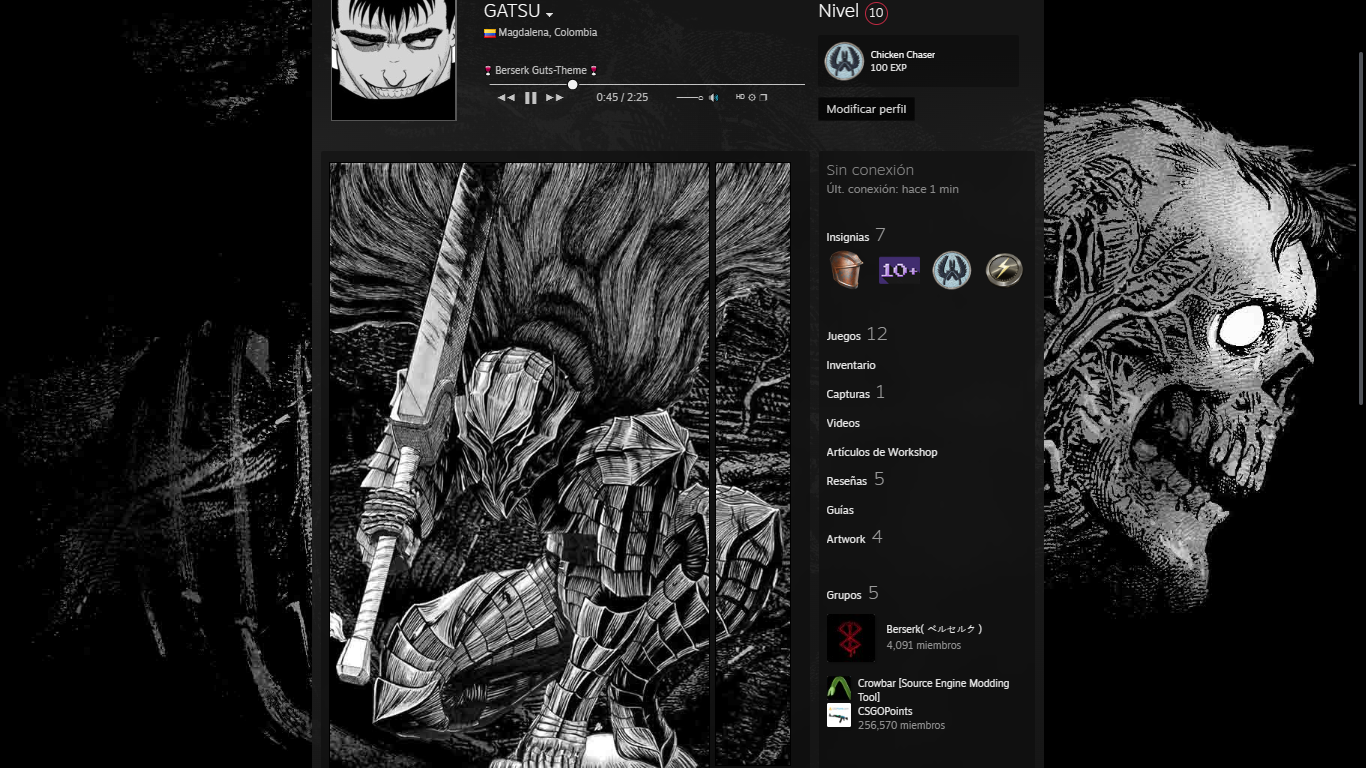 GATSU
Magdalena, Colombia
🍷 Berserk Guts-Theme 🍷
0:45 / 2:25
HD
Nivel 10
Chicken Chaser
100 EXP
Modificar perfil
Sin conexión
Últ. conexión: hace 1 min
Insignias 7
10+
Juegos 12
Inventario
Capturas 1
Videos
Artículos de Workshop
Reseñas 5
Guías
Artwork 4
Grupos 5
Berserk( ベルセルク )
4,091 miembros
Crowbar [Source Engine Modding
Tool]
CSGOPoints
256,570 miembros